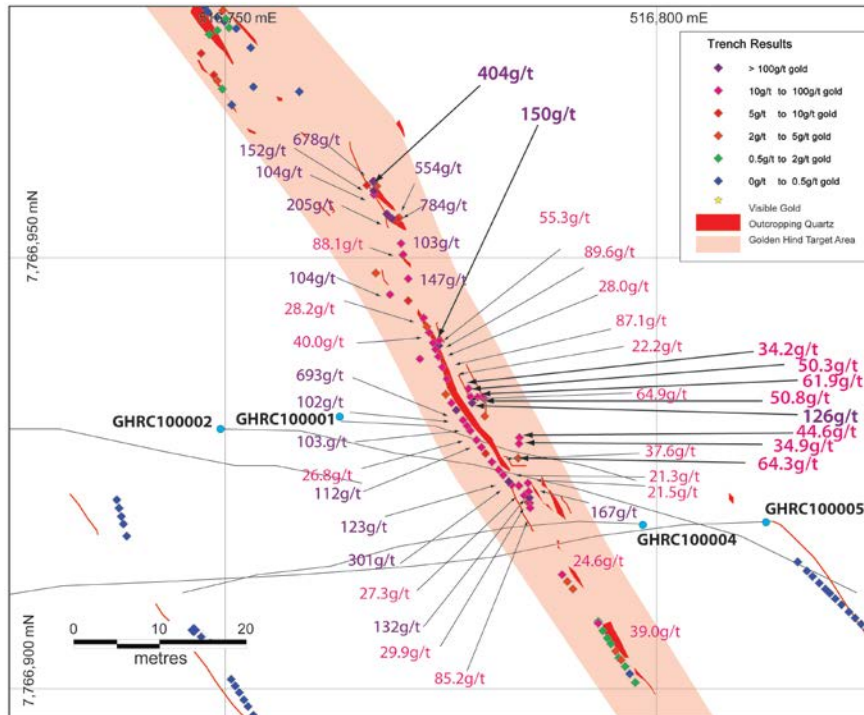 516,750 mE
516,800 mE
Trench Results
> 100g/t gold
10g/t to 100g/t gold
5g/t to 10g/t gold
2g/t to 5g/t gold
0.5g/t to 2g/t gold
0g/t to 0.5g/t gold
Visible Gold
Outcropping Quartz
Golden Hind Target Area
404g/t
150g/t
678g/t
152g/t
104g/t
554g/t
205g/t
784g/t
7,766,950 mN
55.3g/t
88.1g/t
103g/t
89.6g/t
104g/t
147g/t
28.0g/t
28.2g/t
87.1g/t
40.0g/t
22.2g/t
34.2g/t
50.3g/t
693g/t
61.9g/t
64.9g/t
50.8g/t
102g/t
GHRC100002
GHRC100001
126g/t
103.g/t
44.6g/t
34.9g/t
37.6g/t
64.3g/t
26.8g/t
21.3g/t
112g/t
21.5g/t
167g/t
GHRC100005
123g/t
GHRC100004
301g/t
24.6g/t
27.3g/t
0 10 20
metres
132g/t
39.0g/t
29.9g/t
85.2g/t
7,766,900 mN